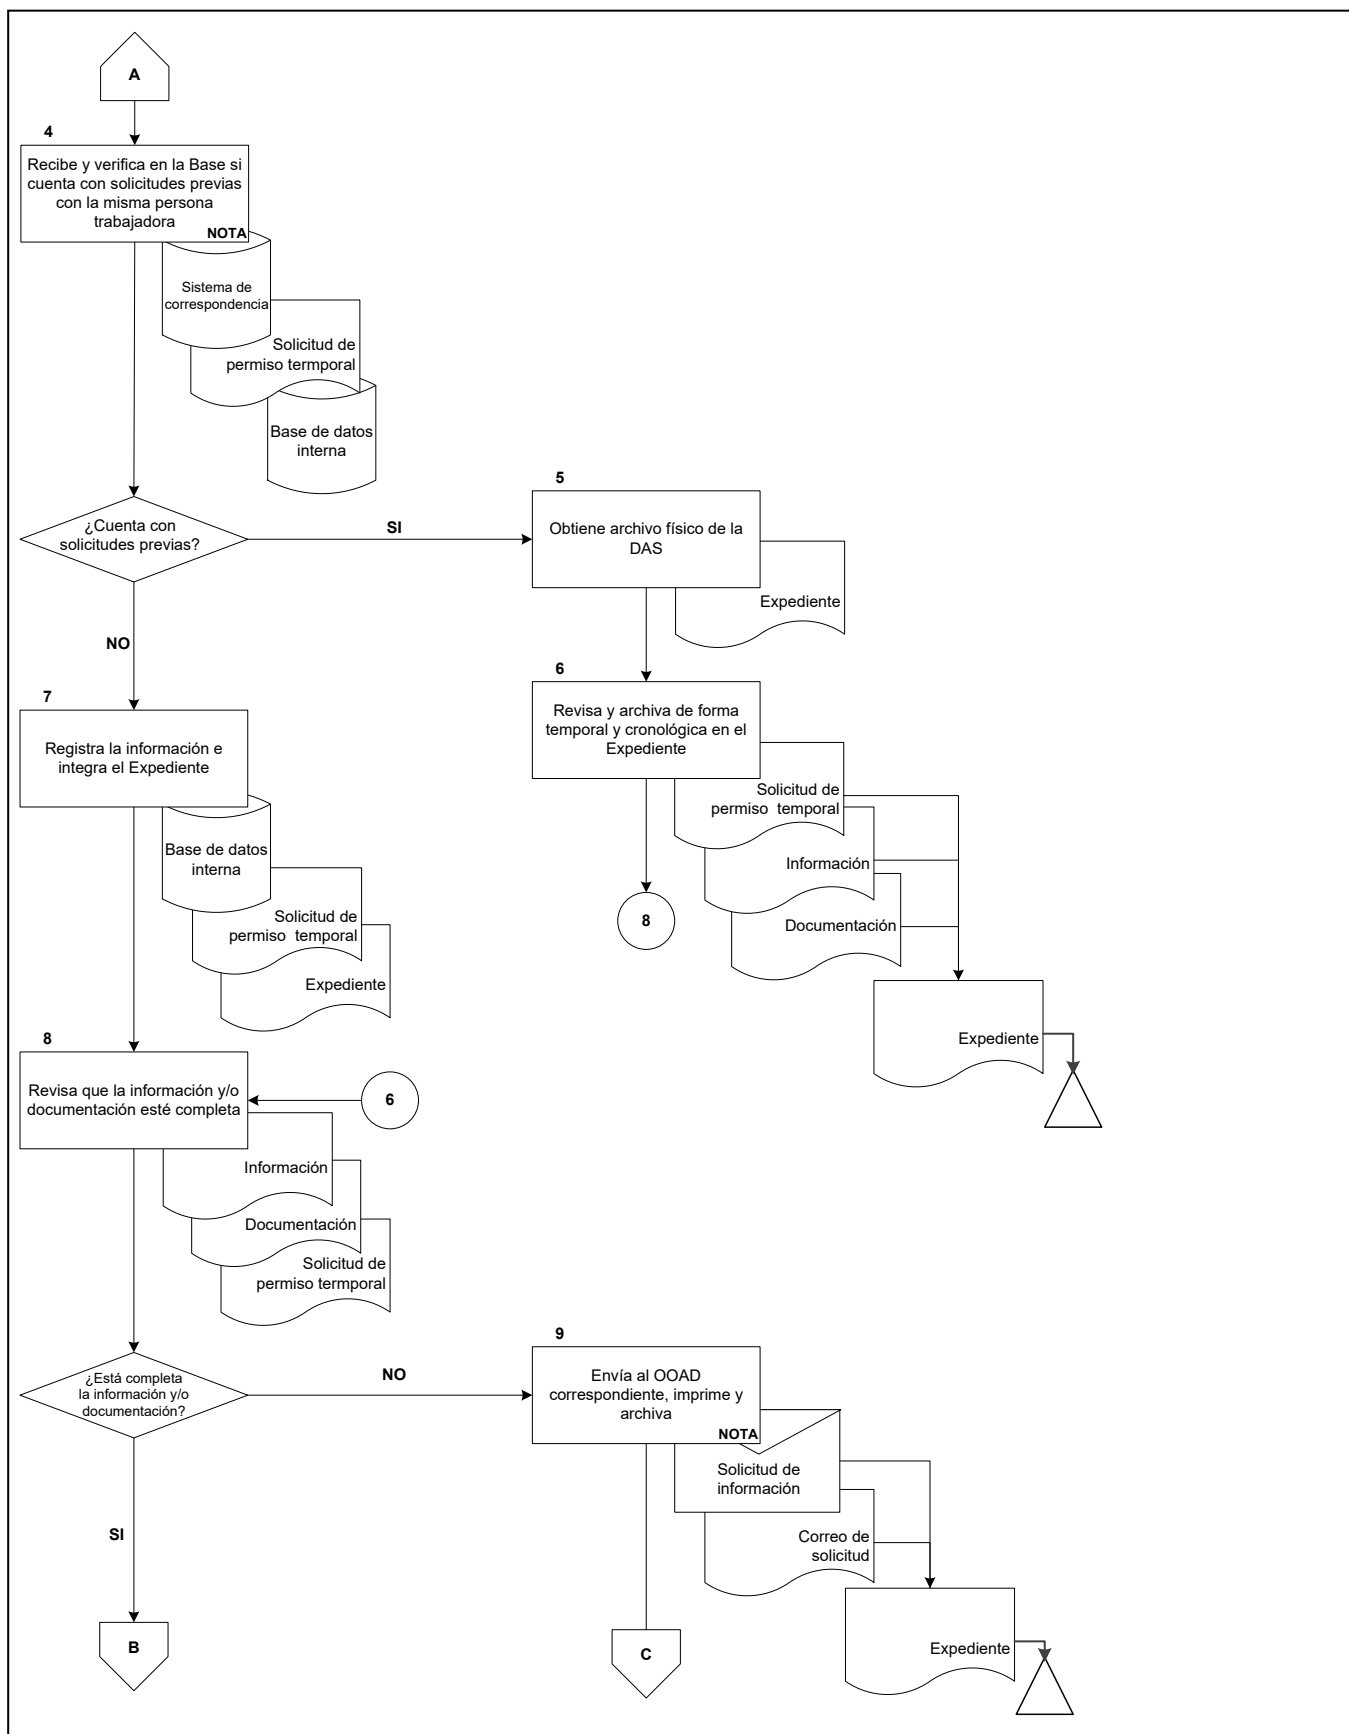 A
4
Recibe y verifica en la Base si
cuenta con solicitudes previas
con la misma persona
trabajadora
NOTA
Sistema de
correspondencia
Solicitud de
permiso termporal
Base de datos
interna
¿Cuenta con
solicitudes previas?
SI
5
Obtiene archivo físico de la
DAS
Expediente
NO
6
Revisa y archiva de forma
temporal y cronológica en el
Expediente
Solicitud de
permiso temporal
Información
Documentación
Expediente
8
7
Registra la información e
integra el Expediente
Base de datos
interna
Solicitud de
permiso temporal
Expediente
8
Revisa que la información y/o
documentación esté completa
6
Información
Documentación
Solicitud de
permiso termporal
¿Está completa
la información y/o
documentación?
NO
9
Envía al OOAD
correspondiente, imprime y
archiva
NOTA
Solicitud de
información
Correo de
solicitud
Expediente
SI
B
C